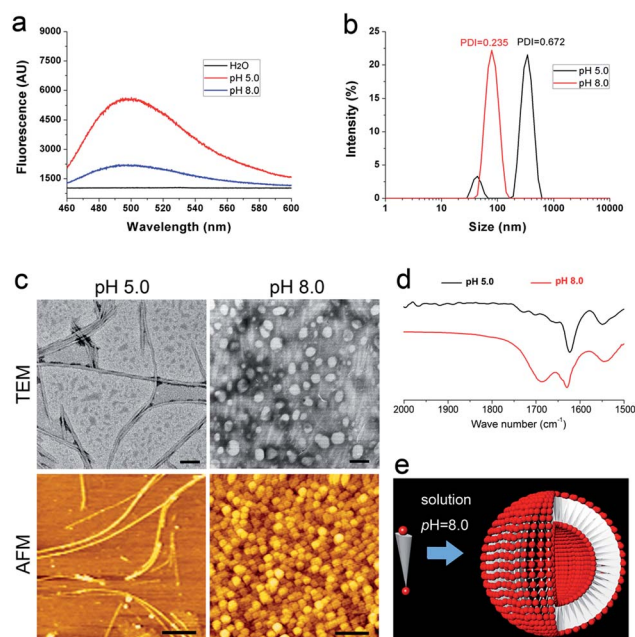 a
9000
7500
6000
4500
3000
1500
Fluorescence (AU)
H₂O
pH 5.0
pH 8.0
460 480 500 520 540 560 580 600
Wavelength (nm)
b
25
20
15
10
5
0
Intensity (%)
PDI=0.235 PDI=0.672
pH 5.0
pH 8.0
1 10 100 1000 10000
Size (nm)
c
pH 5.0 pH 8.0
TEM
AFM
d
pH 5.0 pH 8.0
2000 1900 1800 1700 1600 1500
Wave number (cm⁻¹)
e
solution
pH=8.0